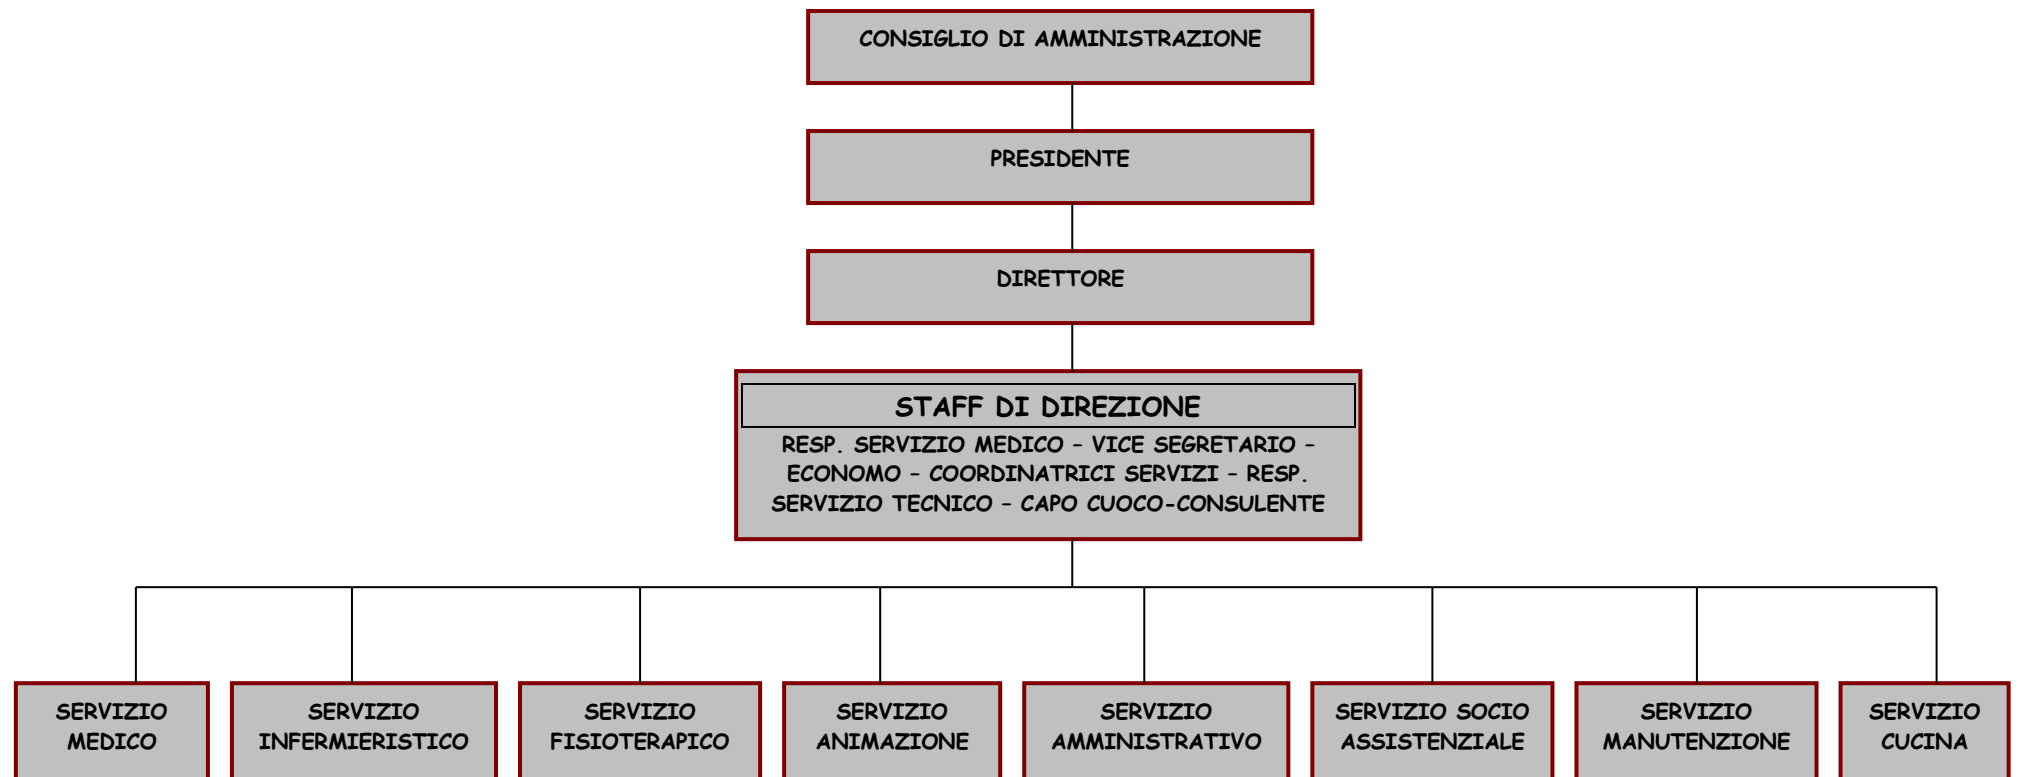 CONSIGLIO DI AMMINISTRAZIONE
PRESIDENTE
DIRETTORE
STAFF DI DIREZIONE
RESP. SERVIZIO MEDICO – VICE SEGRETARIO –
ECONOMO – COORDINATRICI SERVIZI – RESP.
SERVIZIO TECNICO – CAPO CUOCO-CONSULENTE
SERVIZIO
MEDICO
SERVIZIO
INFERMIERISTICO
SERVIZIO
FISIOTERAPICO
SERVIZIO
ANIMAZIONE
SERVIZIO
AMMINISTRATIVO
SERVIZIO SOCIO
ASSISTENZIALE
SERVIZIO
MANUTENZIONE
SERVIZIO
CUCINA